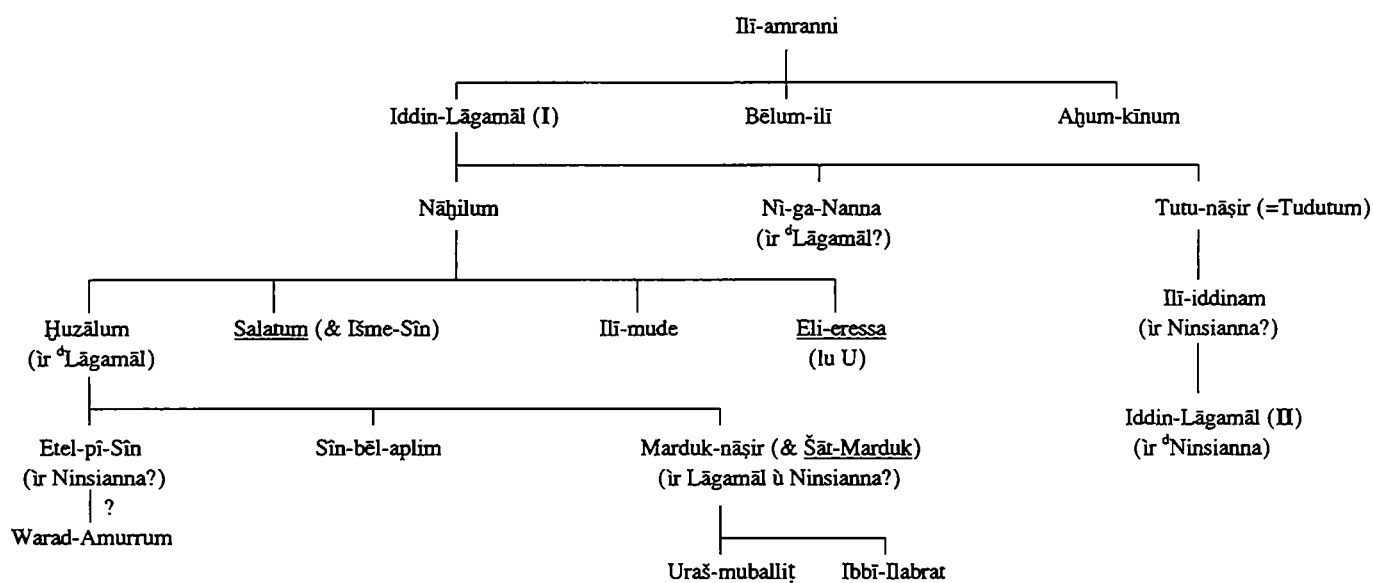 Ilī-amranni
Iddin-Lāgamāl (I) Bēlum-ilī Aḫum-kīnum
Nāḫilum Nì-ga-Nanna Tutu-nāṣir (=Tudutum)
(ìr ᵈLāgamāl?)
Ilī-iddinam
(ìr Ninsianna?)
Ḫuzālum Salatum (& Išme-Sîn) Ilī-mude Eli-eressa
(ìr ᵈLāgamāl) (lu U)
Iddin-Lāgamāl (II)
(ìr ᵈNinsianna)
Etel-pî-Sîn Sîn-bēl-aplim Marduk-nāṣir (& Šāt-Marduk)
(ìr Ninsianna?) (ìr Lāgamāl ù Ninsianna?)
?
Warad-Amurrum
Uraš-muballiṭ Ibbī-Ilabrat